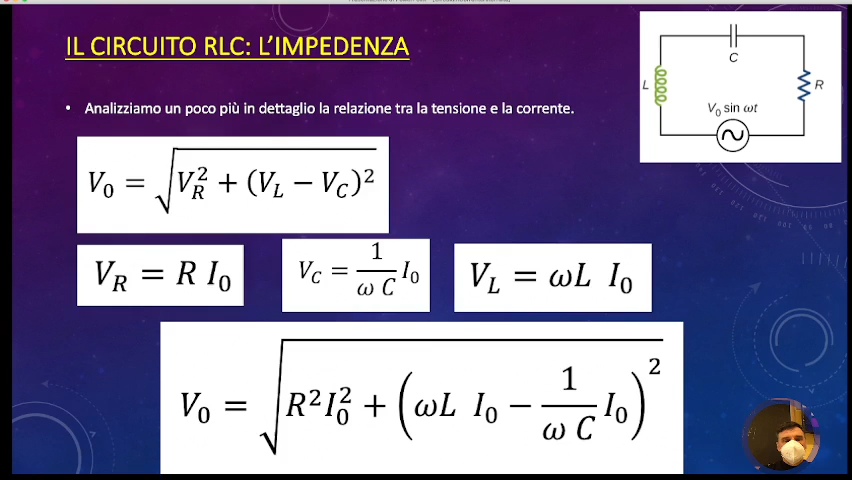 IL CIRCUITO RLC: L'IMPEDENZA
• Analizziamo un poco più in dettaglio la relazione tra la tensione e la corrente.
C
L
R
V₀ sin ωt
V₀ = √(V_R² + (V_L − V_C)²)
V_R = R I₀
V_C = 1/(ω C) I₀
V_L = ωL I₀
V₀ = √(R²I₀² + (ωL I₀ − 1/(ω C) I₀)²)